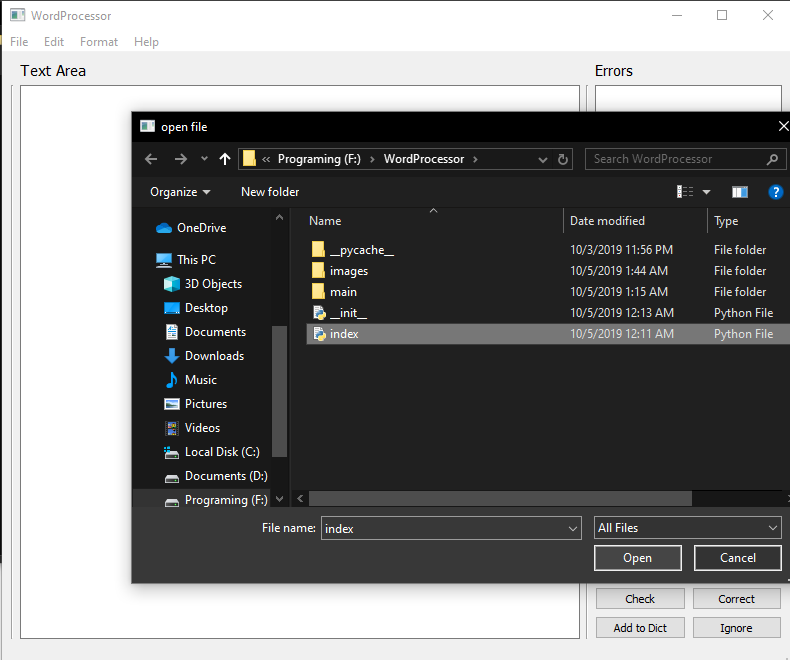 WordProcessor
File Edit Format Help
Text Area
Errors
open file
« Programing (F:) › WordProcessor ›
Search WordProcessor
Organize
New folder
?
OneDrive
This PC
3D Objects
Desktop
Documents
Downloads
Music
Pictures
Videos
Local Disk (C:)
Documents (D:)
Programing (F:)
Name Date modified Type
__pycache__ 10/3/2019 11:56 PM File folder
images 10/5/2019 1:44 AM File folder
main 10/5/2019 1:15 AM File folder
__init__ 10/5/2019 12:13 AM Python File
index 10/5/2019 12:11 AM Python File
File name: index
All Files
Open Cancel
Check Correct
Add to Dict Ignore